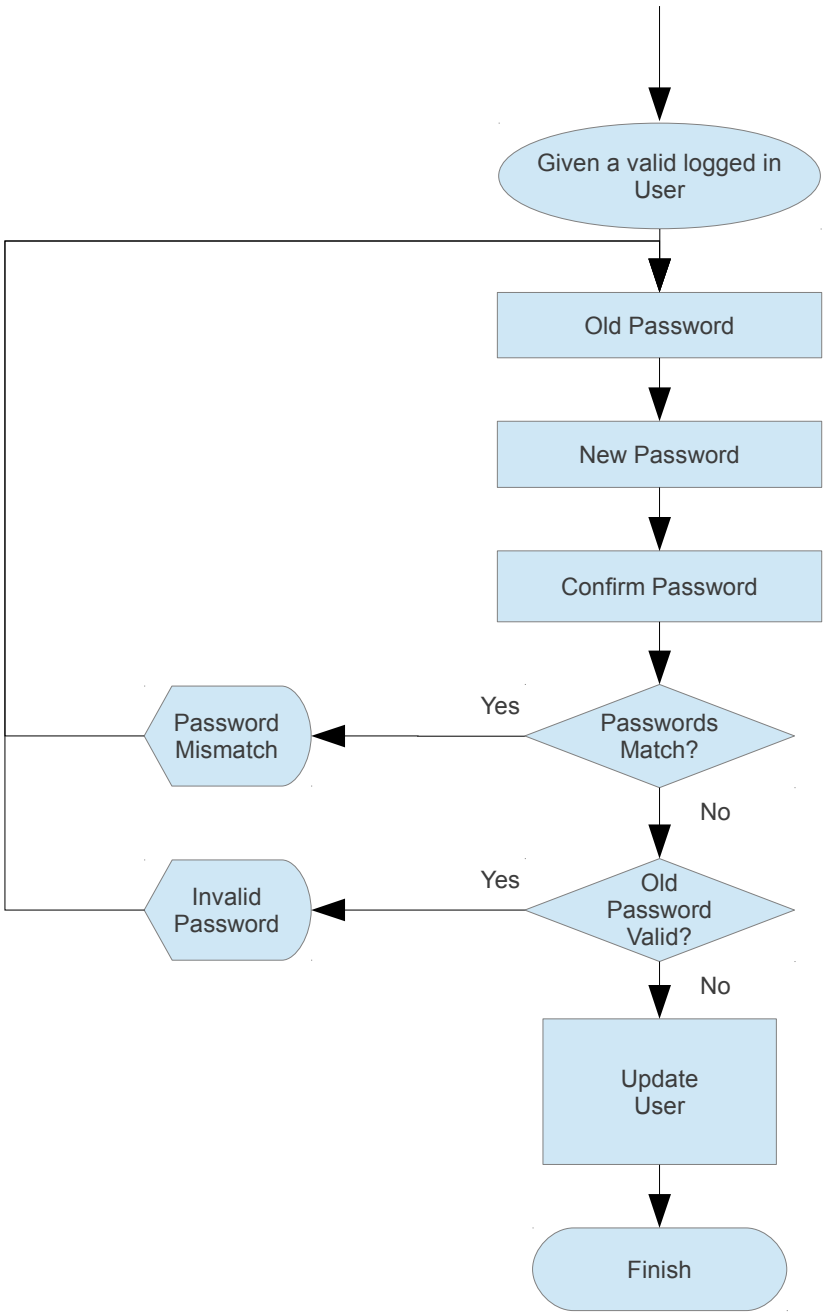 Given a valid logged in
User
Old Password
New Password
Confirm Password
Passwords
Match?
Yes
Password
Mismatch
No
Old
Password
Valid?
Yes
Invalid
Password
No
Update
User
Finish